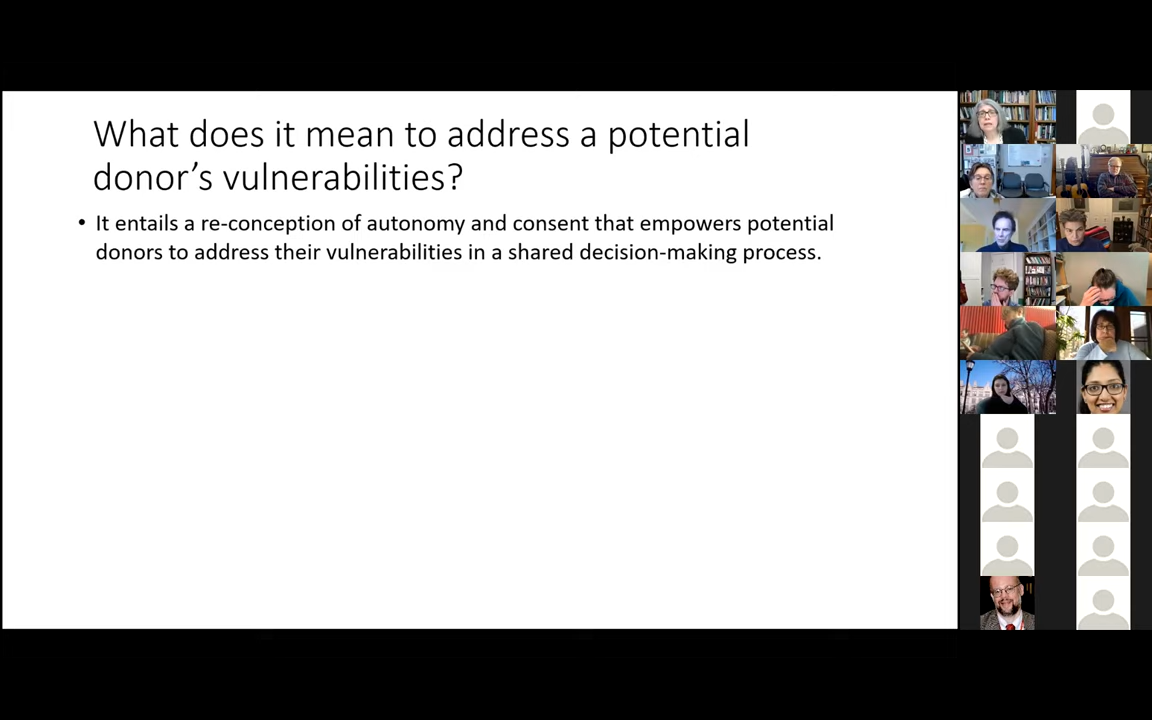 What does it mean to address a potential
donor’s vulnerabilities?
• It entails a re-conception of autonomy and consent that empowers potential
donors to address their vulnerabilities in a shared decision-making process.